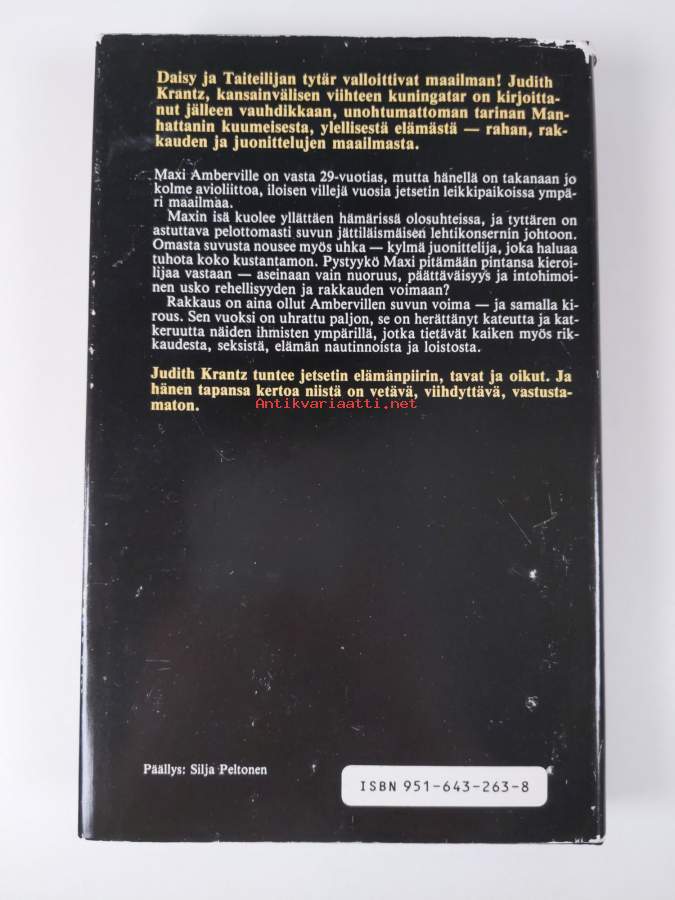 Daisy ja Taiteilijan tytär valloittivat maailman! Judith
Krantz, kansainvälisen viihteen kuningatar on kirjoitta-
nut jälleen vauhdikkaan, unohtumattoman tarinan Man-
hattanin kuumeisesta, ylellisestä elämästä — rahan, rak-
kauden ja juonittelujen maailmasta.
Maxi Amberville on vasta 29-vuotias, mutta hänellä on takanaan jo
kolme avioliittoa, iloisen villejä vuosia jetsetin leikkipaikoissa ympä-
ri maailmaa.
Maxin isä kuolee yllättäen hämärissä olosuhteissa, ja tyttären on
astuttava pelottomasti suvun jättiläismäisen lehtikonsernin johtoon.
Omasta suvusta nousee myös uhka — kylmä juonittelija, joka haluaa
tuhota koko kustantamon. Pystyykö Maxi pitämään pintansa kieroi-
lijaa vastaan — aseinaan vain nuoruus, päättäväisyys ja intohimoi-
nen usko rehellisyyden ja rakkauden voimaan?
Rakkaus on aina ollut Ambervillen suvun voima — ja samalla ki-
rous. Sen vuoksi on uhrattu paljon, se on herättänyt kateutta ja kat-
keruutta näiden ihmisten ympärillä, jotka tietävät kaiken myös rik-
kaudesta, seksistä, elämän nautinnoista ja loistosta.
Judith Krantz tuntee jetsetin elämänpiirin, tavat ja oikut. Ja
hänen tapansa kertoa niistä on vetävä, viihdyttävä, vastusta-
maton.
Antikvariaatti.net
Päällys: Silja Peltonen
ISBN 951-643-263-8